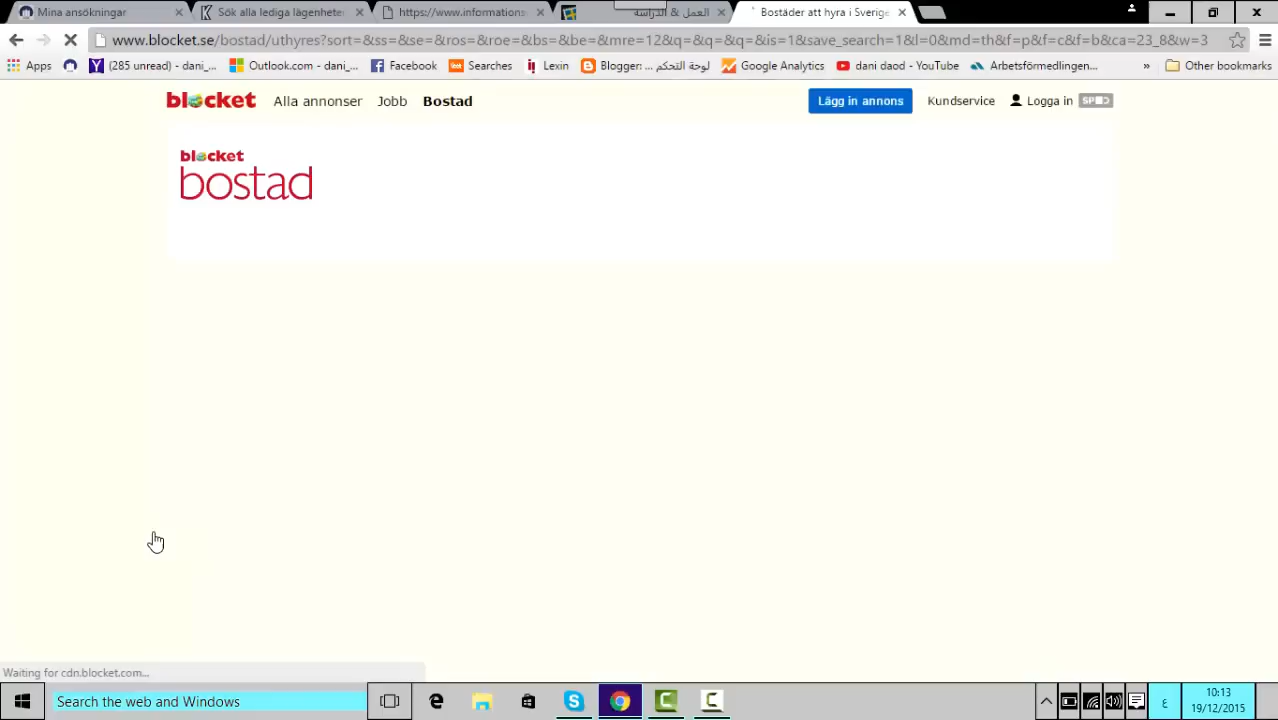 Mina ansökningar
Sök alla lediga lägenheter
https://www.informations
العمل & الدراسة
Bostäder att hyra i Sverige
www.blocket.se/bostad/uthyres?sort=&ss=&se=&ros=&roe=&bs=&be=&mre=12&q=&q=&q=&is=1&save_search=1&l=0&md=th&f=p&f=c&f=b&ca=23_8&w=3
Apps
(285 unread) - dani_...
Outlook.com - dani_...
Facebook
Searches
Lexin
Blogger: لوحة التحكم ...
Google Analytics
dani daod - YouTube
Arbetsförmedlingen...
»
Other bookmarks
blocket
Alla annonser
Jobb
Bostad
Lägg in annons
Kundservice
Logga in
blocket
bostad
Waiting for cdn.blocket.com...
Search the web and Windows
ع
10:13
19/12/2015